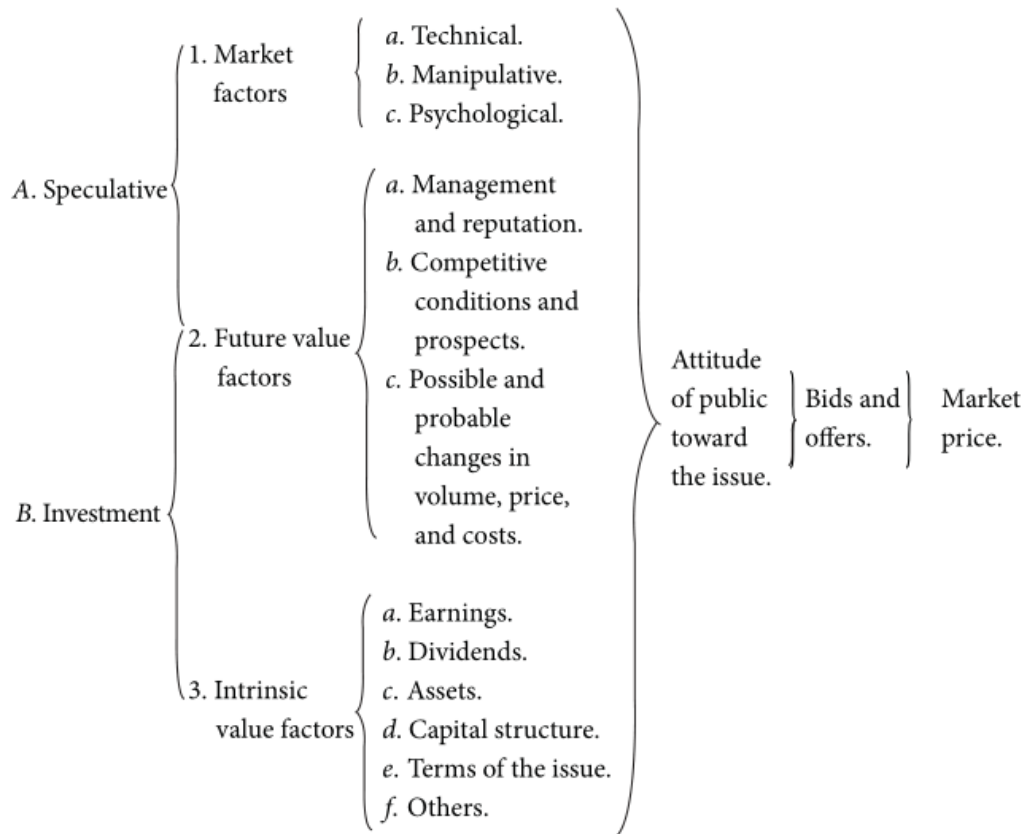 A. Speculative
1. Market
factors
a. Technical.
b. Manipulative.
c. Psychological.
2. Future value
factors
a. Management
and reputation.
b. Competitive
conditions and
prospects.
c. Possible and
probable
changes in
volume, price,
and costs.
B. Investment
3. Intrinsic
value factors
a. Earnings.
b. Dividends.
c. Assets.
d. Capital structure.
e. Terms of the issue.
f. Others.
Attitude
of public
toward
the issue.
Bids and
offers.
Market
price.